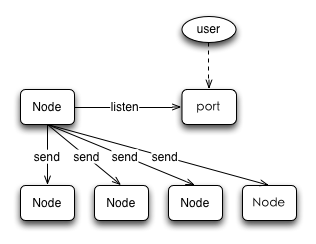 user
Node
listen
port
send send send send
Node Node Node Node